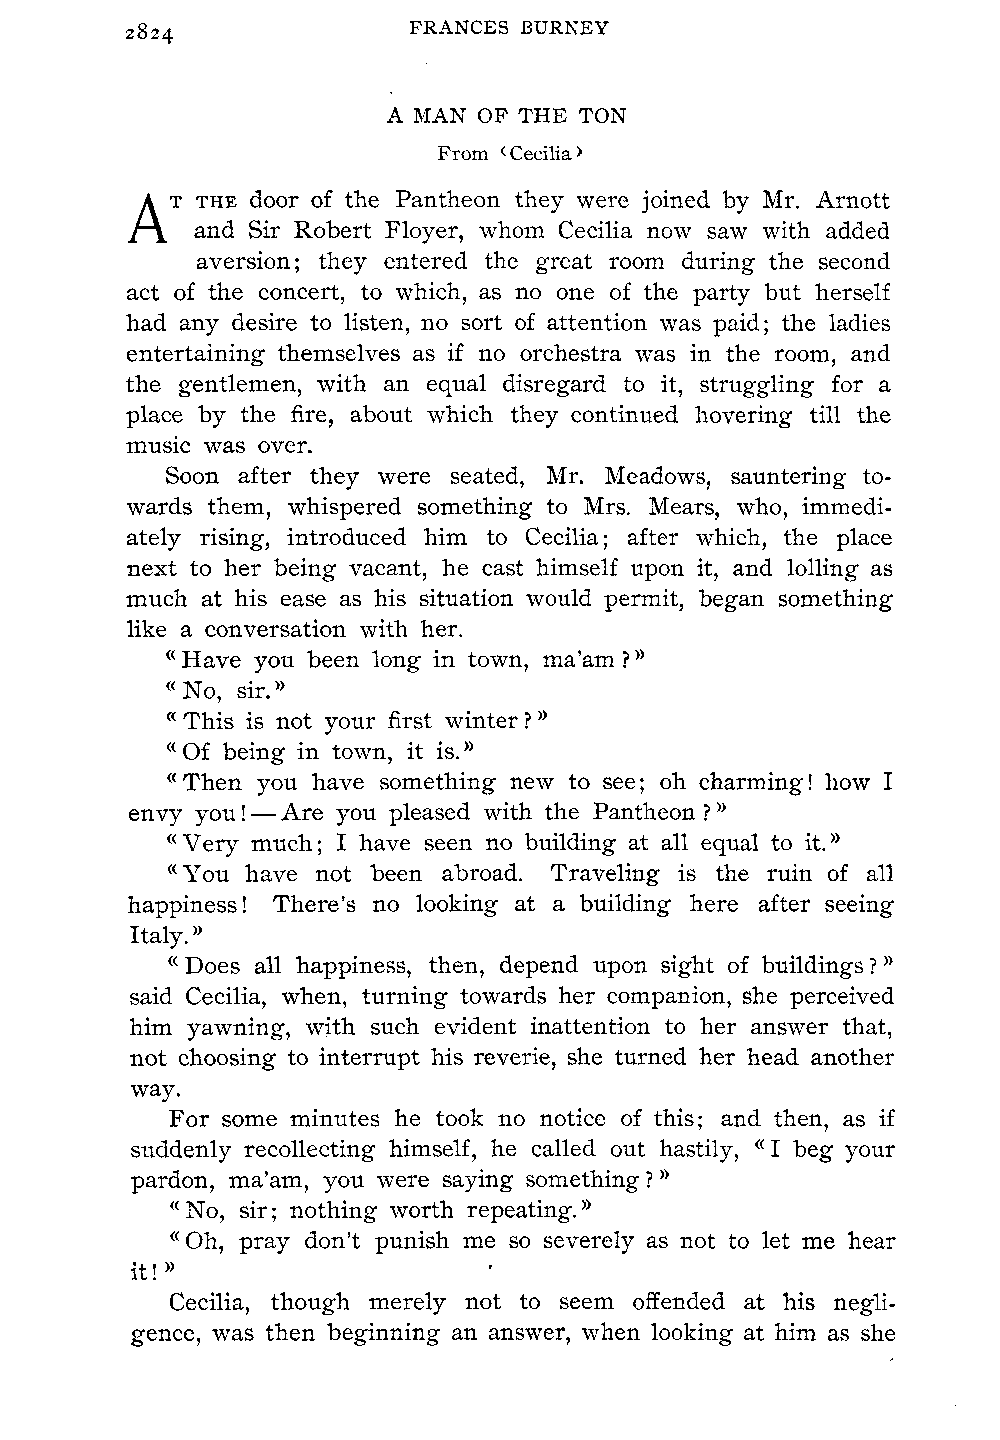 2824
FRANCES BURNEY
A MAN OF THE TON
From ‹Cecilia›
AT THE door of the Pantheon they were joined by Mr. Arnott
and Sir Robert Floyer, whom Cecilia now saw with added
aversion; they entered the great room during the second
act of the concert, to which, as no one of the party but herself
had any desire to listen, no sort of attention was paid; the ladies
entertaining themselves as if no orchestra was in the room, and
the gentlemen, with an equal disregard to it, struggling for a
place by the fire, about which they continued hovering till the
music was over.
Soon after they were seated, Mr. Meadows, sauntering to-
wards them, whispered something to Mrs. Mears, who, immedi-
ately rising, introduced him to Cecilia; after which, the place
next to her being vacant, he cast himself upon it, and lolling as
much at his ease as his situation would permit, began something
like a conversation with her.
«Have you been long in town, ma'am?»
«No, sir.»
«This is not your first winter?»
«Of being in town, it is.»
«Then you have something new to see; oh charming! how I
envy you!—Are you pleased with the Pantheon?»
«Very much; I have seen no building at all equal to it.»
«You have not been abroad. Traveling is the ruin of all
happiness! There's no looking at a building here after seeing
Italy.»
«Does all happiness, then, depend upon sight of buildings?»
said Cecilia, when, turning towards her companion, she perceived
him yawning, with such evident inattention to her answer that,
not choosing to interrupt his reverie, she turned her head another
way.
For some minutes he took no notice of this; and then, as if
suddenly recollecting himself, he called out hastily, «I beg your
pardon, ma'am, you were saying something?»
«No, sir; nothing worth repeating.»
«Oh, pray don't punish me so severely as not to let me hear
it!»
Cecilia, though merely not to seem offended at his negli-
gence, was then beginning an answer, when looking at him as she